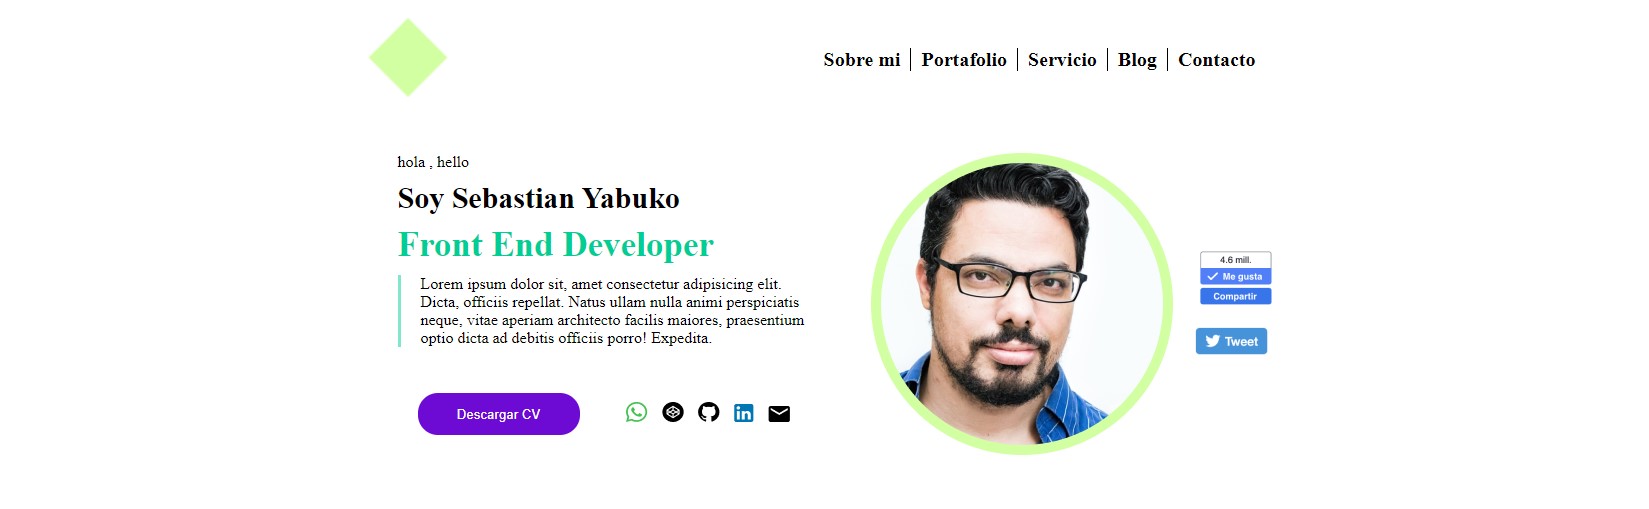 Sobre mi Portafolio Servicio Blog Contacto
hola , hello
Soy Sebastian Yabuko
Front End Developer
Lorem ipsum dolor sit, amet consectetur adipisicing elit.
Dicta, officiis repellat. Natus ullam nulla animi perspiciatis
neque, vitae aperiam architecto facilis maiores, praesentium
optio dicta ad debitis officiis porro! Expedita.
Descargar CV
in
4.6 mill.
Me gusta
Compartir
Tweet